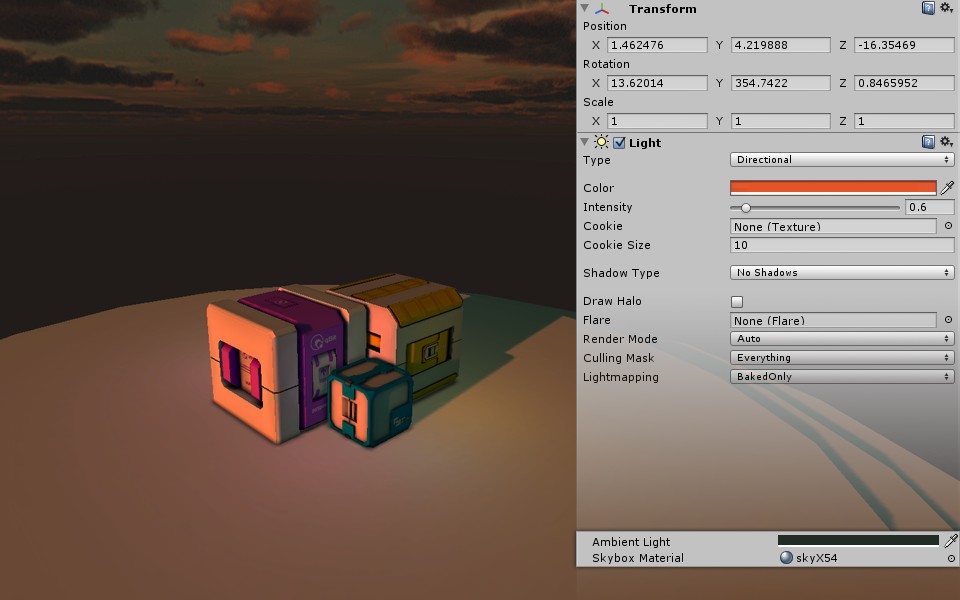 Transform
Position
X 1.462476 Y 4.219888 Z -16.35469
Rotation
X 13.62014 Y 354.7422 Z 0.8465952
Scale
X 1 Y 1 Z 1
Light
Type Directional
Color
Intensity 0.6
Cookie None (Texture)
Cookie Size 10
Shadow Type No Shadows
Draw Halo
Flare None (Flare)
Render Mode Auto
Culling Mask Everything
Lightmapping BakedOnly
Ambient Light
Skybox Material skyX54